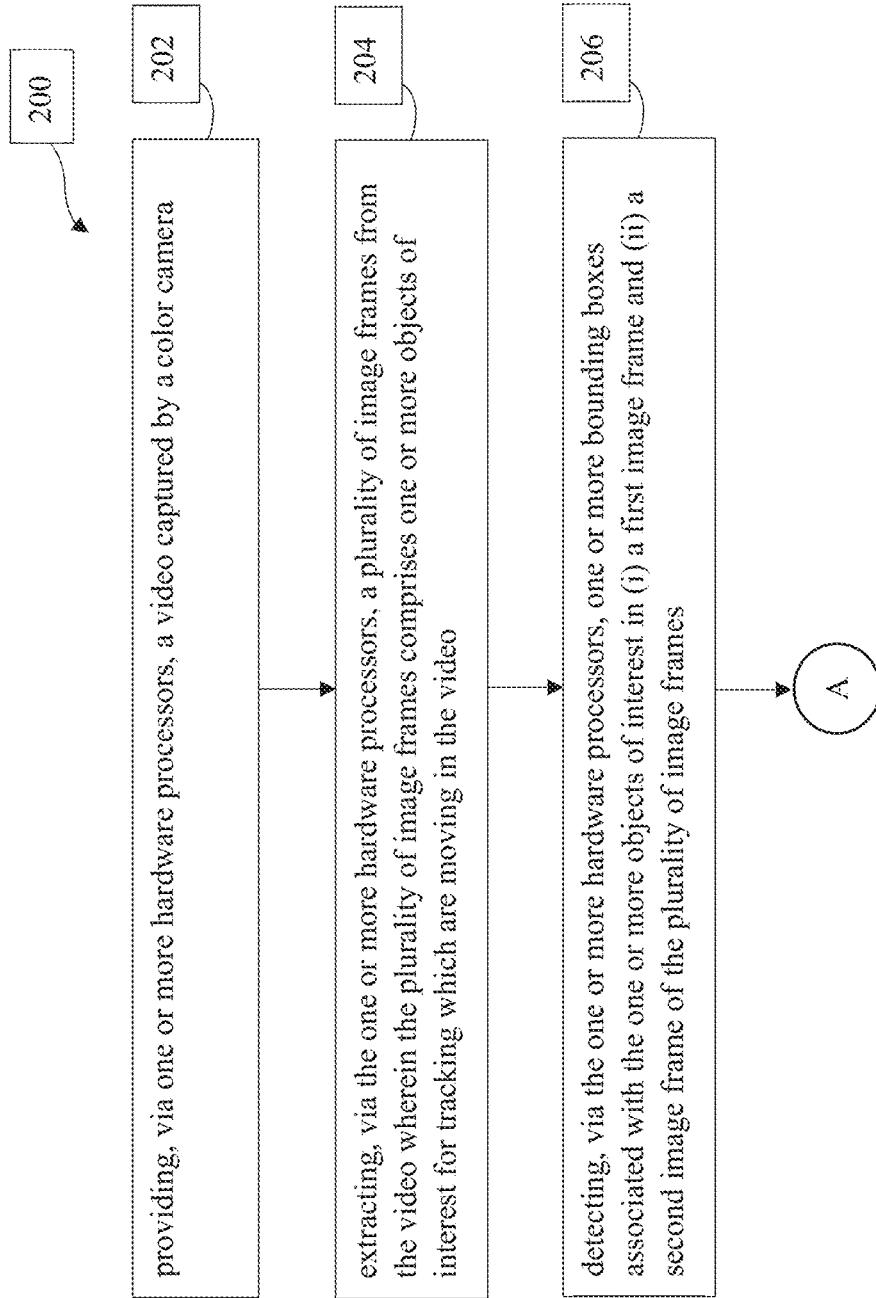 200
202
providing, via one or more hardware processors, a video captured by a color camera
204
extracting, via the one or more hardware processors, a plurality of image frames from
the video wherein the plurality of image frames comprises one or more objects of
interest for tracking which are moving in the video
206
detecting, via the one or more hardware processors, one or more bounding boxes
associated with the one or more objects of interest in (i) a first image frame and (ii) a
second image frame of the plurality of image frames
A